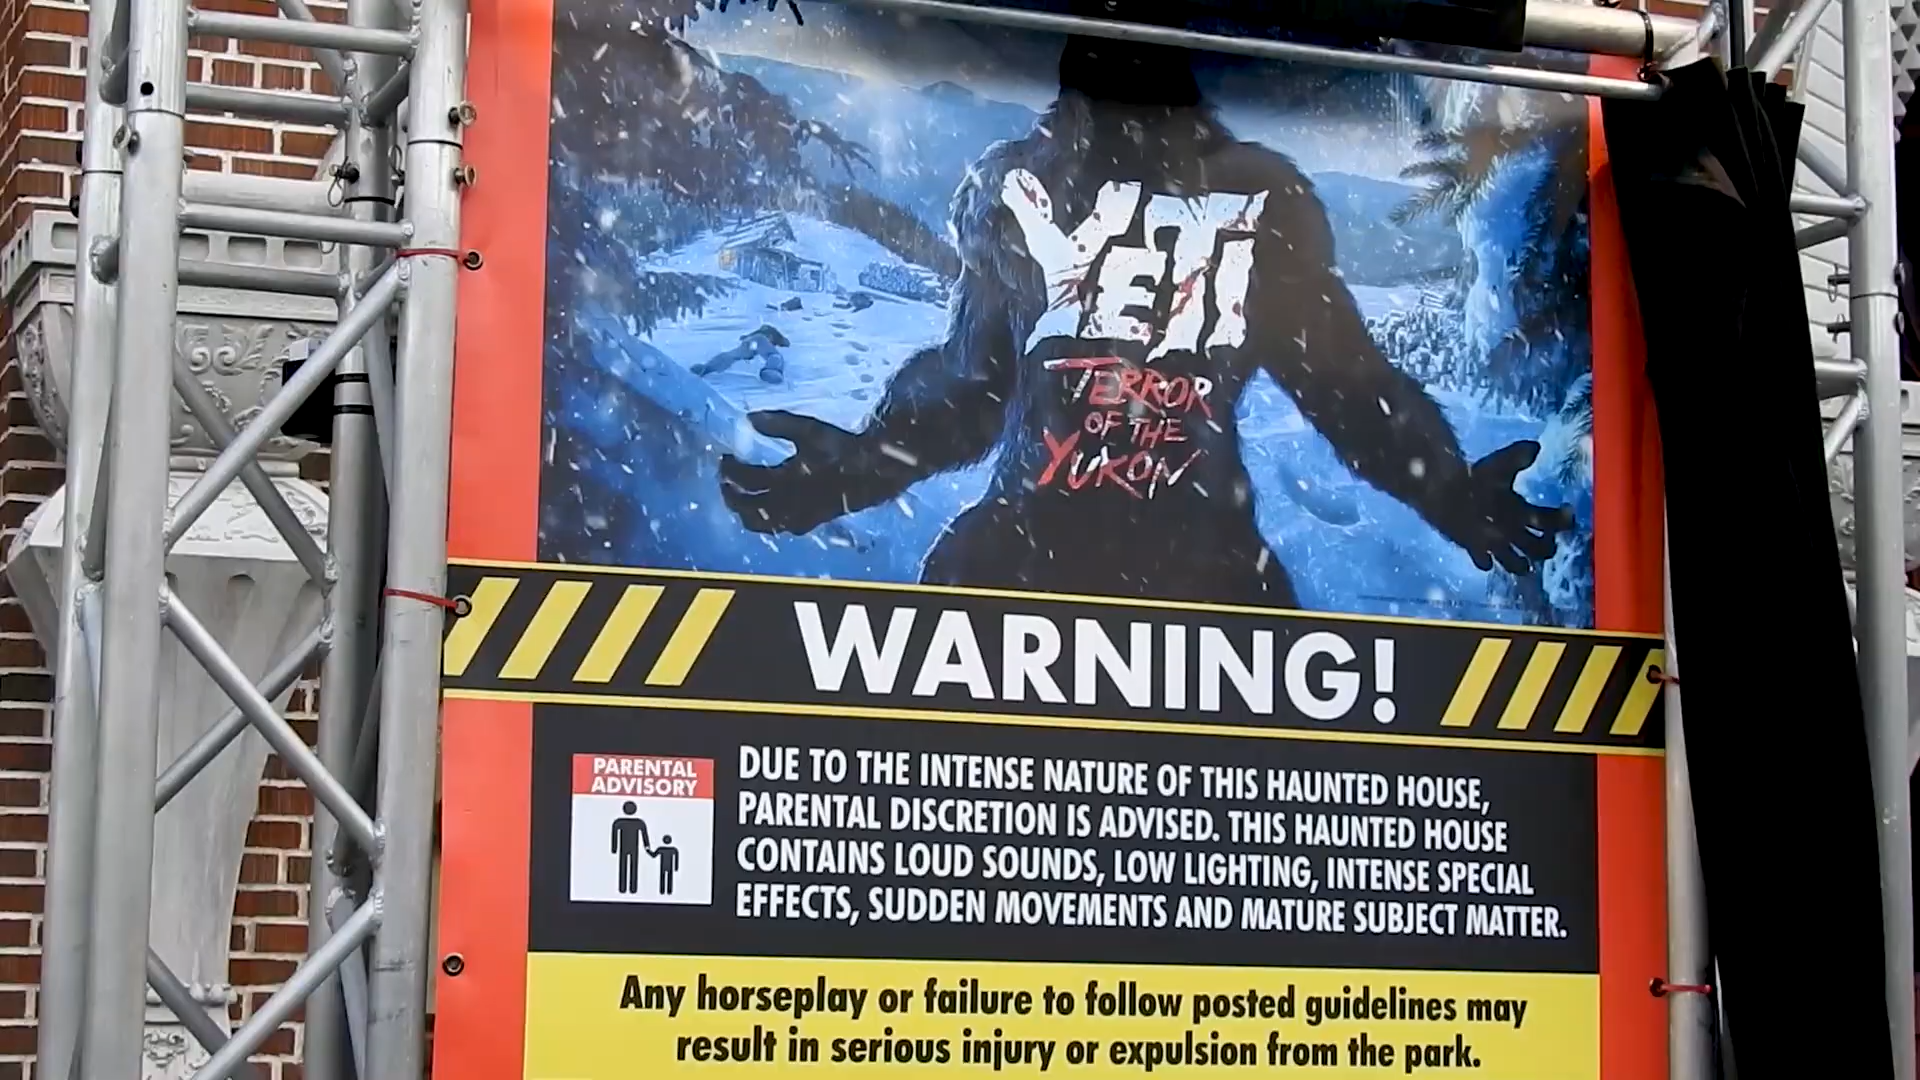 YETI
TERROR
OF THE
YUKON
WARNING!
PARENTAL
ADVISORY
DUE TO THE INTENSE NATURE OF THIS HAUNTED HOUSE,
PARENTAL DISCRETION IS ADVISED. THIS HAUNTED HOUSE
CONTAINS LOUD SOUNDS, LOW LIGHTING, INTENSE SPECIAL
EFFECTS, SUDDEN MOVEMENTS AND MATURE SUBJECT MATTER.
Any horseplay or failure to follow posted guidelines may
result in serious injury or expulsion from the park.